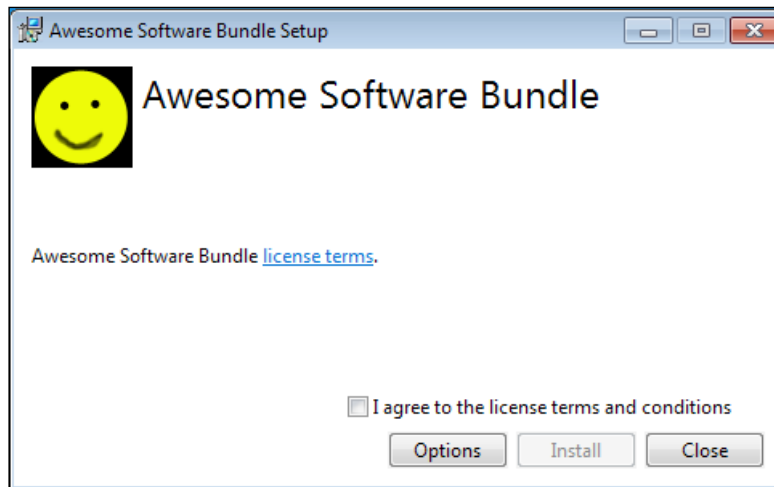 Awesome Software Bundle Setup
Awesome Software Bundle
Awesome Software Bundle license terms.
I agree to the license terms and conditions
Options Install Close